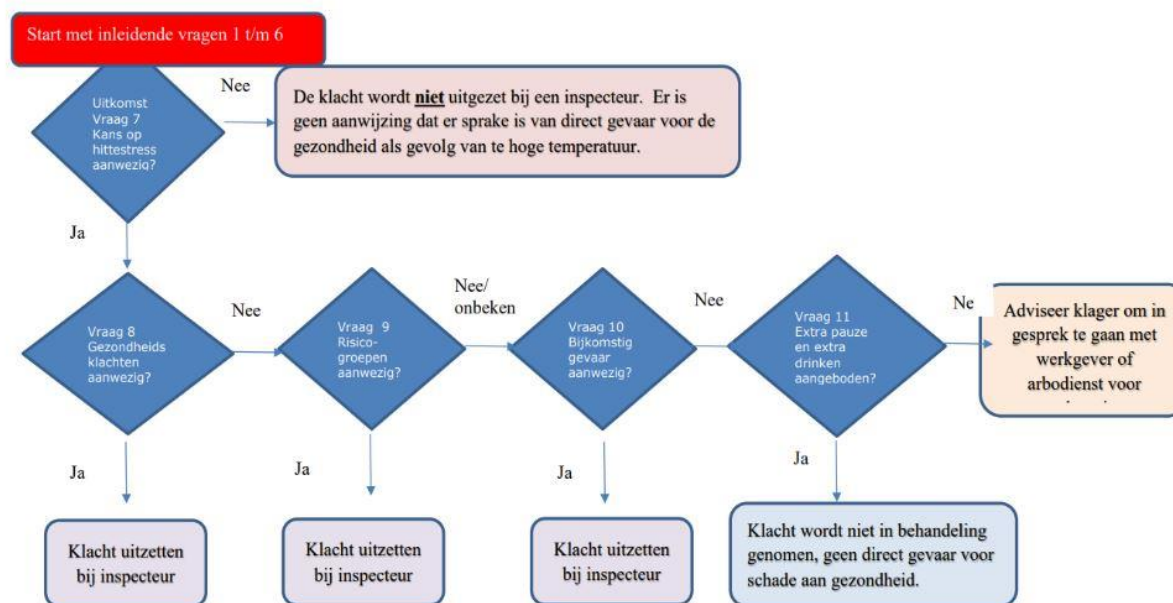 Start met inleidende vragen 1 t/m 6
Uitkomst
Vraag 7
Kans op
hittestress
aanwezig?
Nee
De klacht wordt niet uitgezet bij een inspecteur. Er is
geen aanwijzing dat er sprake is van direct gevaar voor de
gezondheid als gevolg van te hoge temperatuur.
Ja
Vraag 8
Gezondheids
klachten
aanwezig?
Nee
Vraag 9
Risico-
groepen
aanwezig?
Nee/
onbeken
Vraag 10
Bijkomstig
gevaar
aanwezig?
Nee
Vraag 11
Extra pauze
en extra
drinken
aangeboden?
Ne
Adviseer klager om in
gesprek te gaan met
werkgever of
arbodienst voor
Ja
Ja
Ja
Ja
Klacht uitzetten
bij inspecteur
Klacht uitzetten
bij inspecteur
Klacht uitzetten
bij inspecteur
Klacht wordt niet in behandeling
genomen, geen direct gevaar voor
schade aan gezondheid.